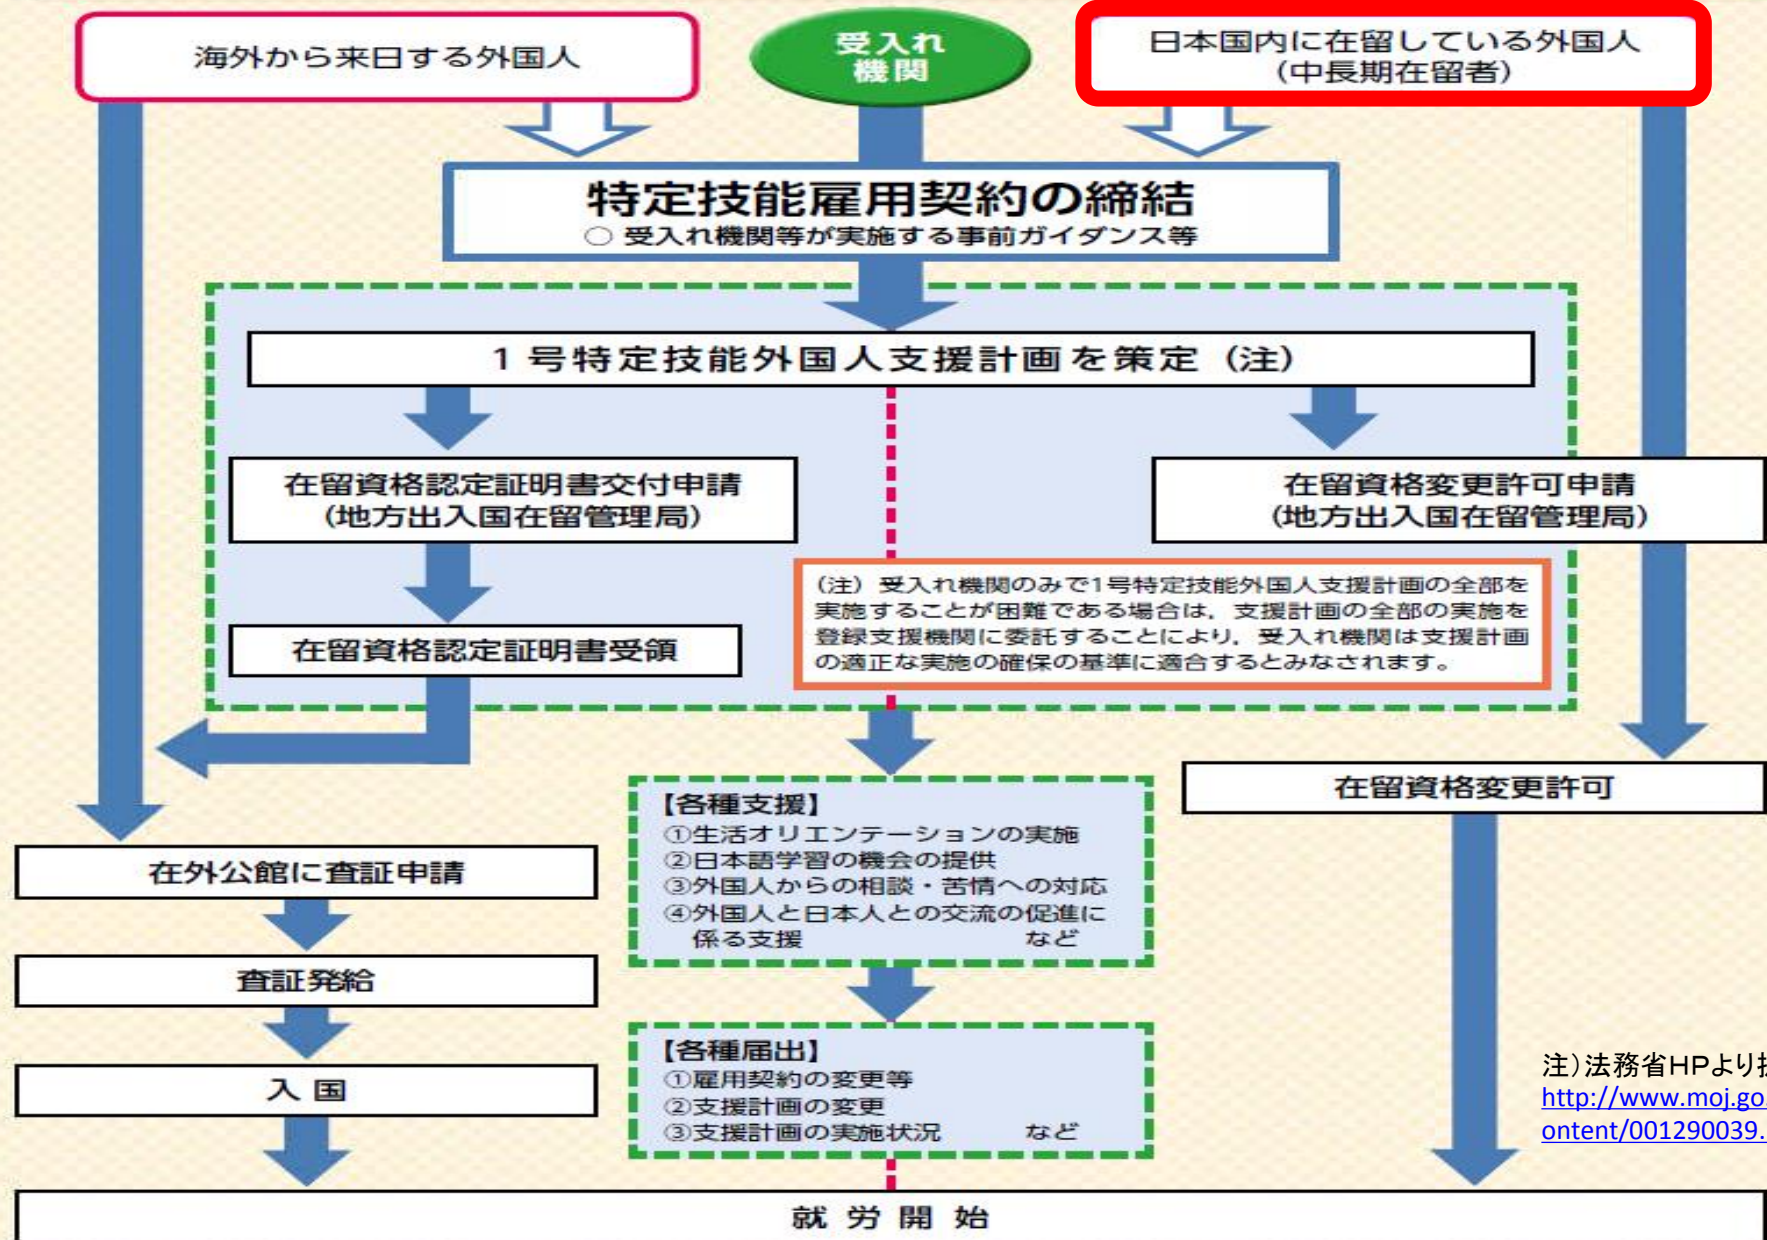 海外から来日する外国人
受入れ
機関
日本国内に在留している外国人
(中長期在留者)
特定技能雇用契約の締結
○ 受入れ機関等が実施する事前ガイダンス等
1号特定技能外国人支援計画を策定（注）
在留資格認定証明書交付申請
(地方出入国在留管理局)
在留資格変更許可申請
(地方出入国在留管理局)
在留資格認定証明書受領
（注）受入れ機関のみで1号特定技能外国人支援計画の全部を
実施することが困難である場合は，支援計画の全部の実施を
登録支援機関に委託することにより，受入れ機関は支援計画
の適正な実施の確保の基準に適合するとみなされます。
在留資格変更許可
【各種支援】
①生活オリエンテーションの実施
②日本語学習の機会の提供
③外国人からの相談・苦情への対応
④外国人と日本人との交流の促進に
係る支援 など
在外公館に査証申請
査証発給
入国
【各種届出】
①雇用契約の変更等
②支援計画の変更
③支援計画の実施状況 など
注)法務省HPより
http://www.moj.go.
ontent/001290039.
就労開始